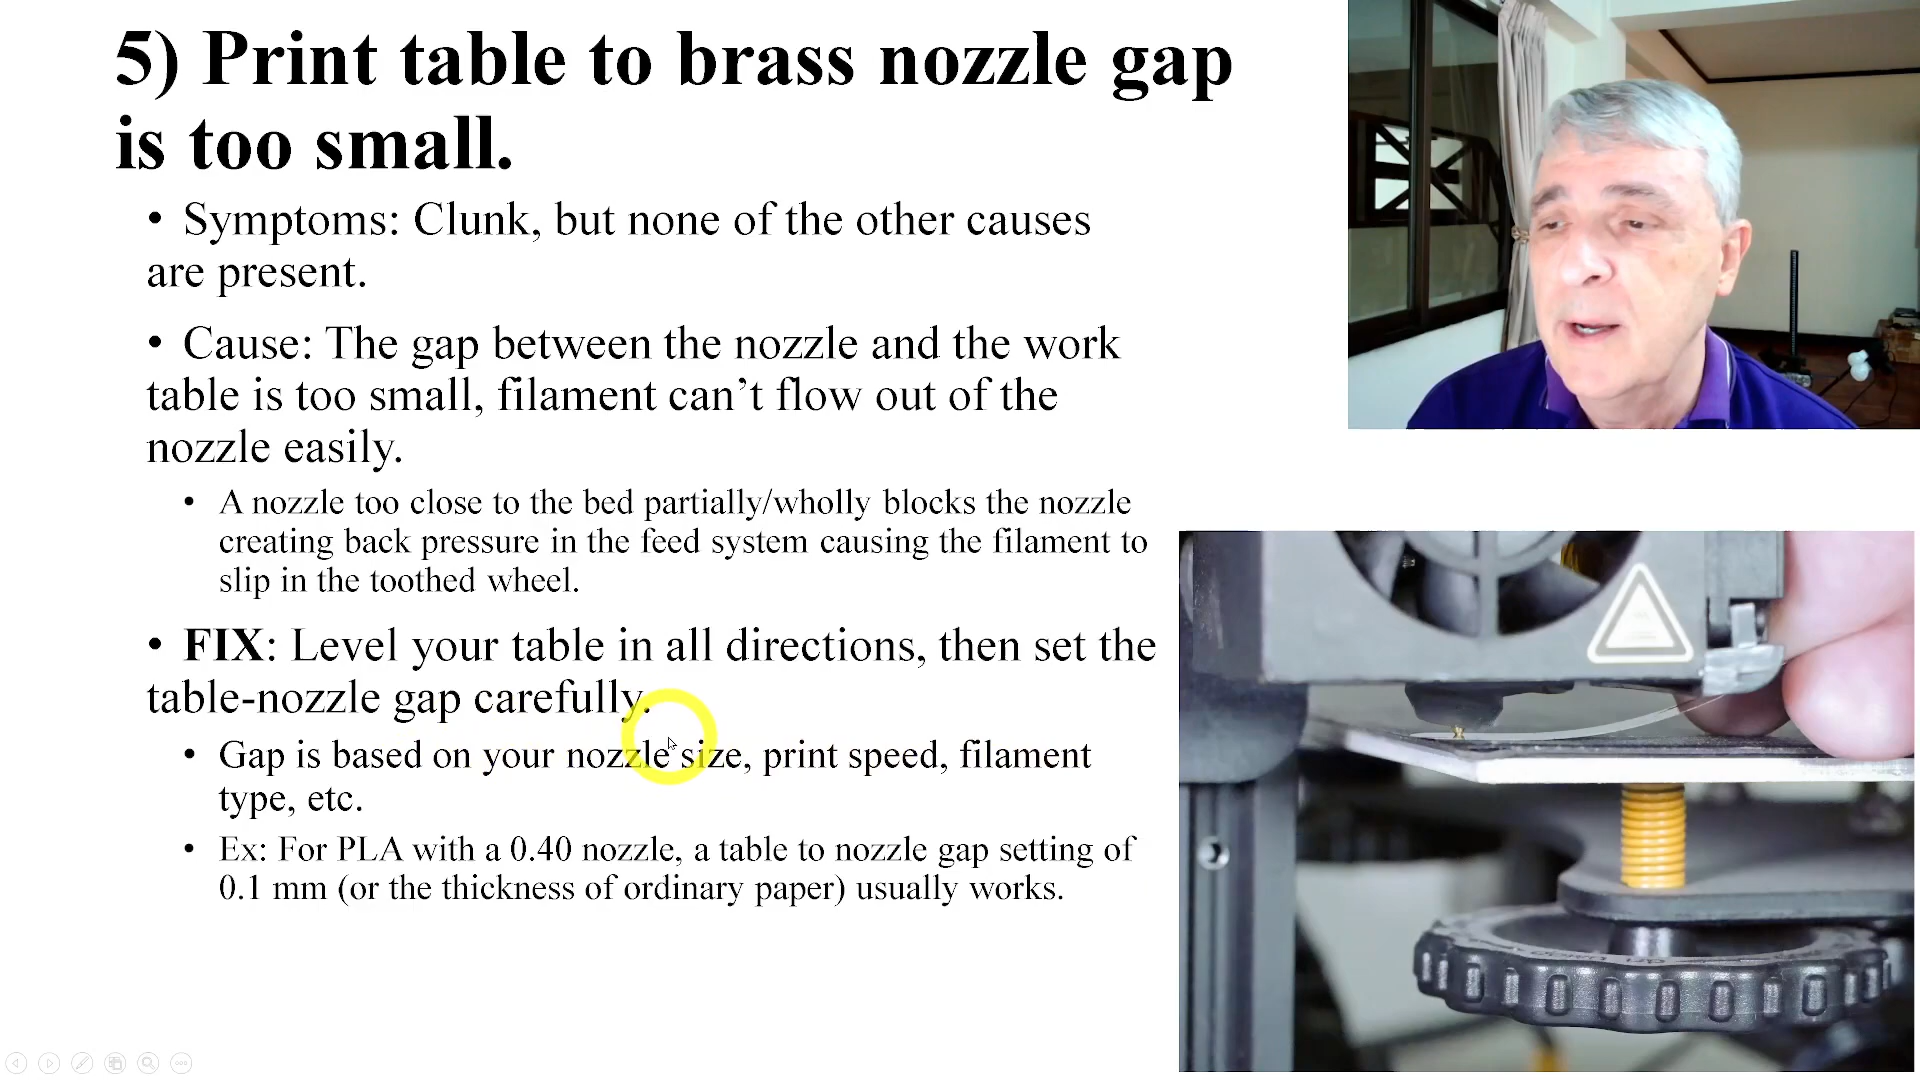 5) Print table to brass nozzle gap
is too small.
• Symptoms: Clunk, but none of the other causes
are present.
• Cause: The gap between the nozzle and the work
table is too small, filament can’t flow out of the
nozzle easily.
• A nozzle too close to the bed partially/wholly blocks the nozzle
creating back pressure in the feed system causing the filament to
slip in the toothed wheel.
• FIX: Level your table in all directions, then set the
table-nozzle gap carefully.
• Gap is based on your nozzle size, print speed, filament
type, etc.
• Ex: For PLA with a 0.40 nozzle, a table to nozzle gap setting of
0.1 mm (or the thickness of ordinary paper) usually works.